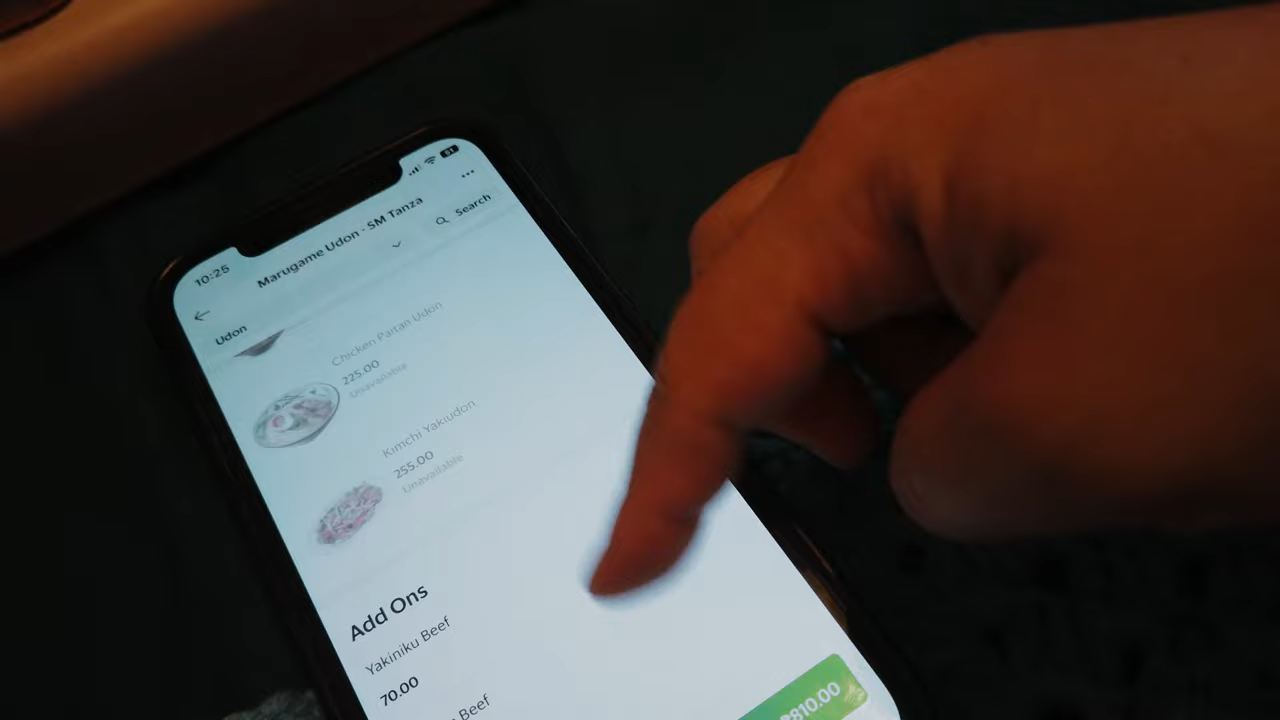 10:25
91
Marugame Udon - SM Tanza
Search
Udon
Chicken Paitan Udon
225.00
Unavailable
Kimchi Yakiudon
255.00
Unavailable
Add Ons
Yakiniku Beef
70.00
Beef
₱810.00